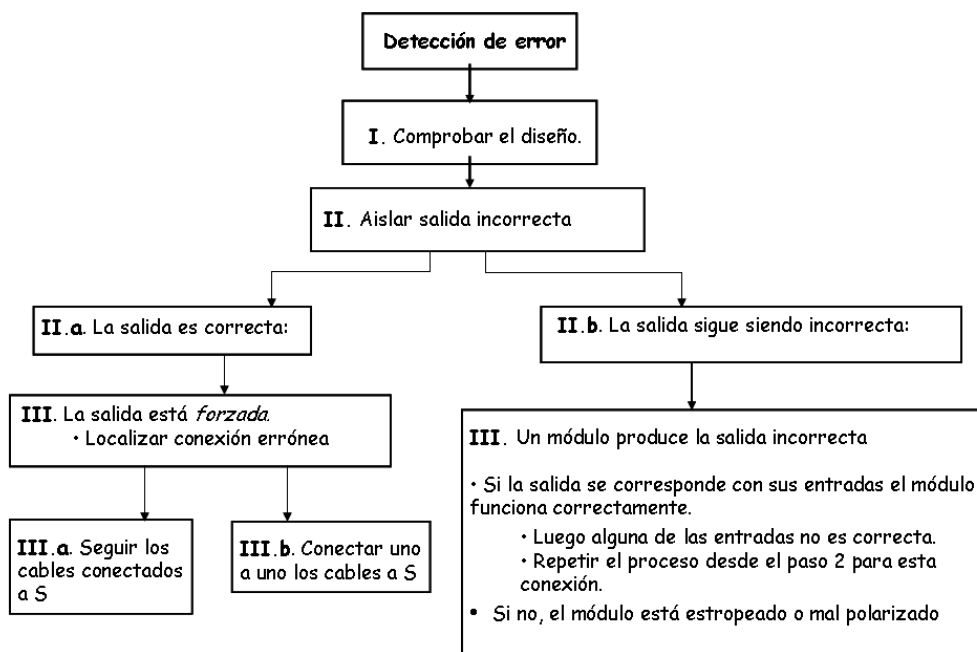 Detección de error
I. Comprobar el diseño.
II. Aislar salida incorrecta
II.a. La salida es correcta:
II.b. La salida sigue siendo incorrecta:
III. La salida está forzada.
• Localizar conexión errónea
III.a. Seguir los
cables conectados
a S
III.b. Conectar uno
a uno los cables a S
III. Un módulo produce la salida incorrecta
• Si la salida se corresponde con sus entradas el módulo
funciona correctamente.
• Luego alguna de las entradas no es correcta.
• Repetir el proceso desde el paso 2 para esta
conexión.
• Si no, el módulo está estropeado o mal polarizado